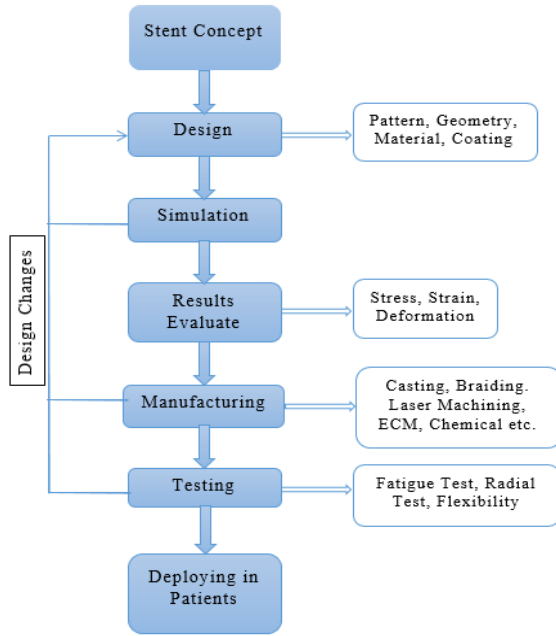 Stent Concept
Design
Pattern, Geometry,
Material, Coating
Simulation
Results
Evaluate
Stress, Strain,
Deformation
Design Changes
Manufacturing
Casting, Braiding.
Laser Machining,
ECM, Chemical etc.
Testing
Fatigue Test, Radial
Test, Flexibility
Deploying in
Patients